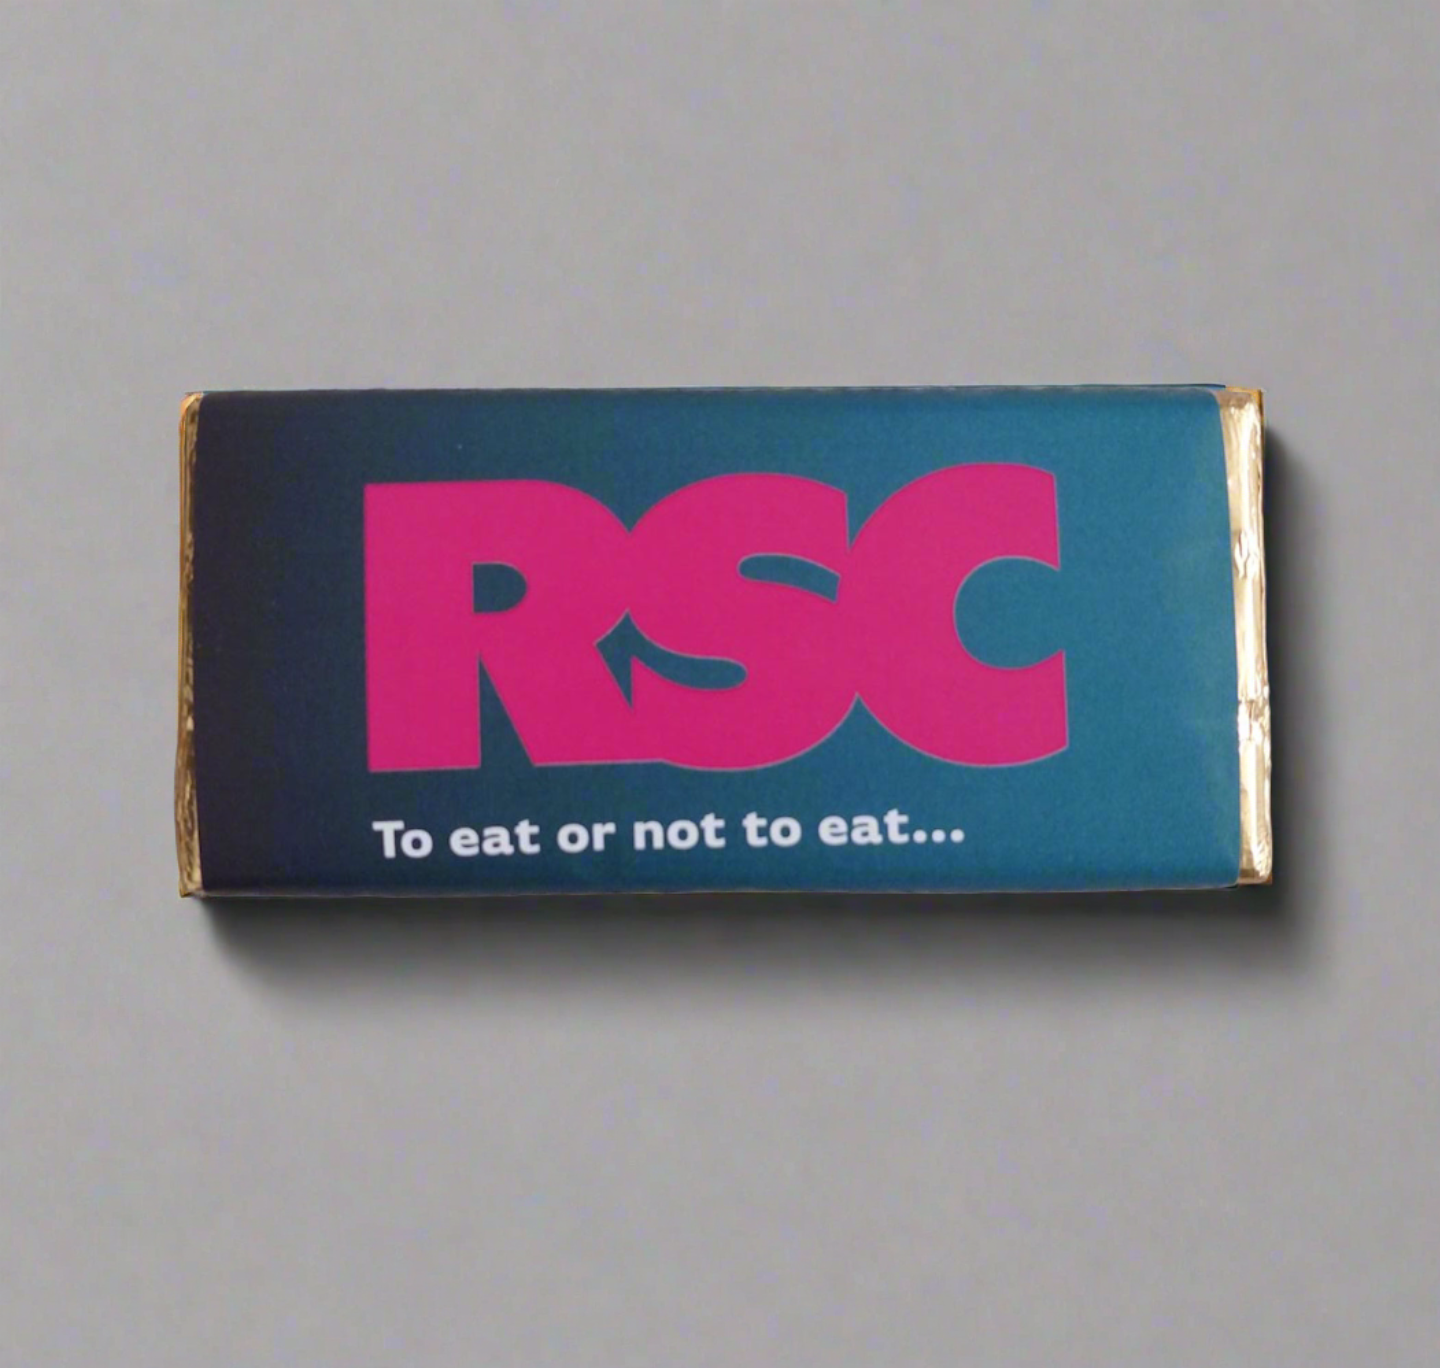 RSC
To eat or not to eat...